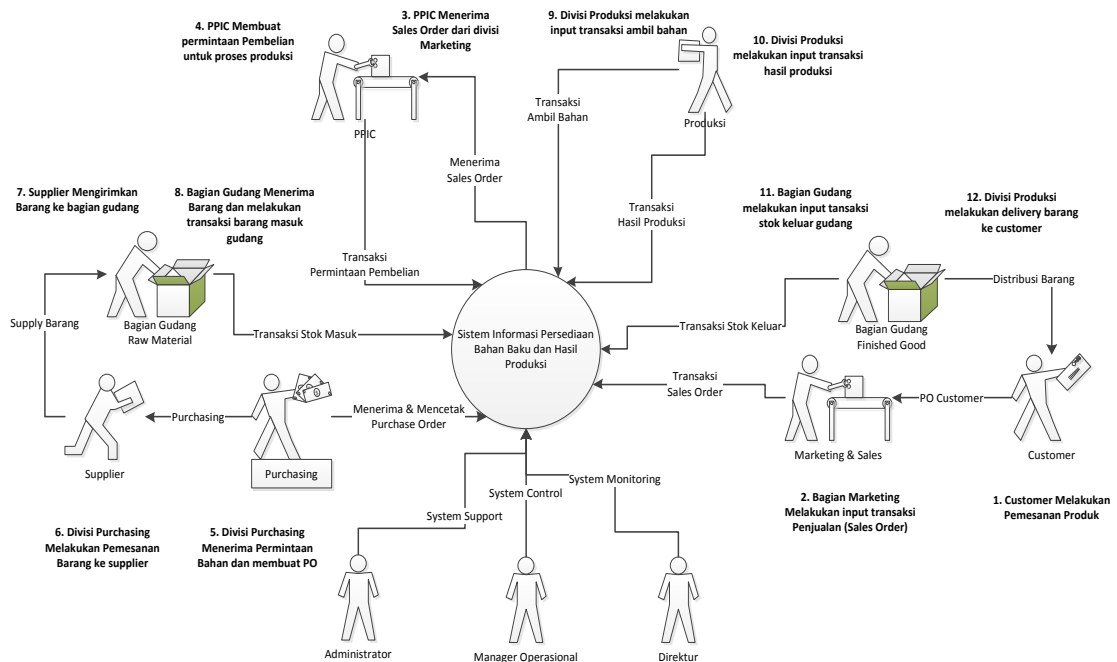 4. PPIC Membuat
permintaan Pembelian
untuk proses produksi
3. PPIC Menerima
Sales Order dari divisi
Marketing
9. Divisi Produksi melakukan
input transaksi ambil bahan
10. Divisi Produksi
melakukan input transaksi
hasil produksi
PPIC
Transaksi
Ambil Bahan
Produksi
Menerima
Sales Order
7. Supplier Mengirimkan
Barang ke bagian gudang
8. Bagian Gudang Menerima
Barang dan melakukan
transaksi barang masuk
gudang
Transaksi
Hasil Produksi
11. Bagian Gudang
melakukan input tansaksi
stok keluar gudang
12. Divisi Produksi
melakukan delivery barang
ke customer
Transaksi
Permintaan Pembelian
Distribusi Barang
Supply Barang
Bagian Gudang
Raw Material
Transaksi Stok Masuk
Sistem Informasi Persediaan
Bahan Baku dan Hasil
Produksi
Transaksi Stok Keluar
Bagian Gudang
Finished Good
Transaksi
Sales Order
PO Customer
Purchasing
Menerima & Mencetak
Purchase Order
Supplier
Purchasing
Marketing & Sales
Customer
System Support
System Control
System Monitoring
6. Divisi Purchasing
Melakukan Pemesanan
Barang ke supplier
5. Divisi Purchasing
Menerima Permintaan
Bahan dan membuat PO
2. Bagian Marketing
Melakukan input transaksi
Penjualan (Sales Order)
1. Customer Melakukan
Pemesanan Produk
Administrator
Manager Operasional
Direktur